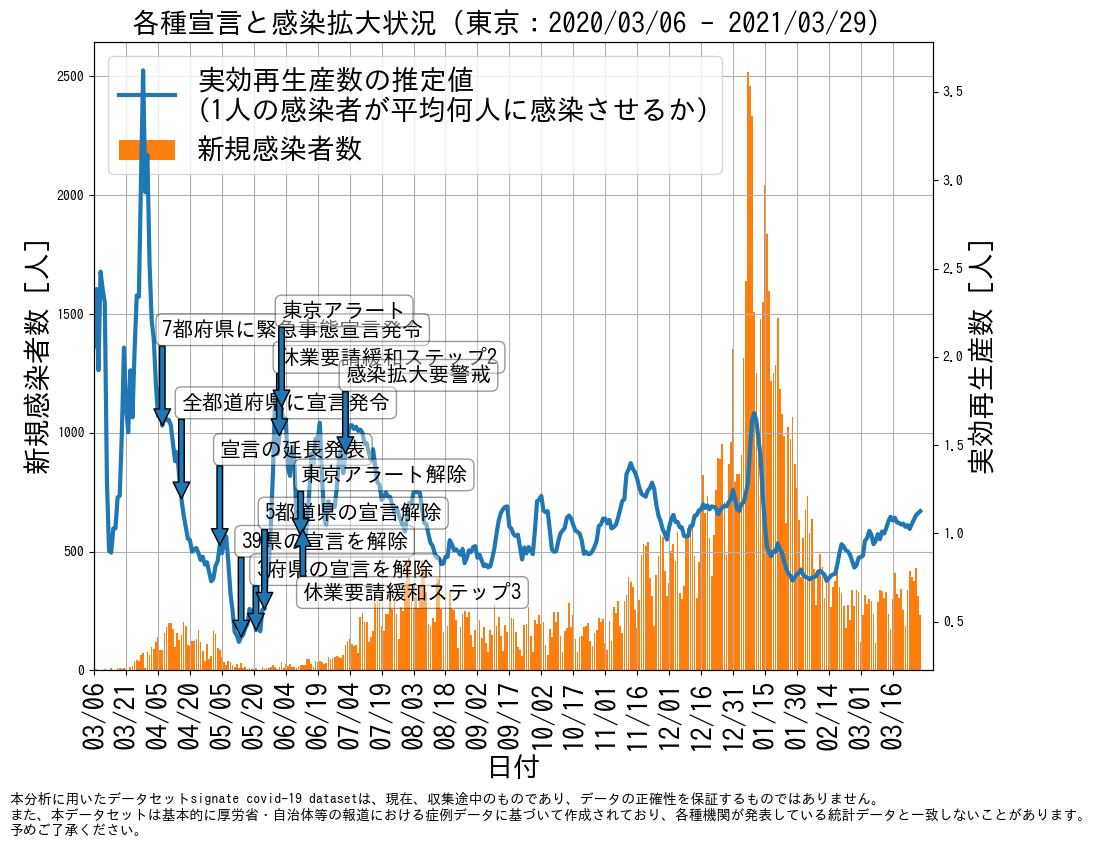 各種宣言と感染拡大状況 (東京：2020/03/06 - 2021/03/29)
実効再生産数の推定値
(1人の感染者が平均何人に感染させるか)
新規感染者数
新規感染者数 [人]
2500
2000
1500
1000
500
0
3.5
3.0
2.5
2.0
1.5
1.0
0.5
実効再生産数 [人]
東京アラート
7都府県に緊急事態宣言発令
休業要請緩和ステップ2
感染拡大要警戒
全都道府県に宣言発令
宣言の延長発表
東京アラート解除
5都道県の宣言解除
39県の宣言を解除
3府県の宣言を解除
休業要請緩和ステップ3
03/06
03/21
04/05
04/20
05/05
05/20
06/04
06/19
07/04
07/19
08/03
08/18
09/02
09/17
10/02
10/17
11/01
11/16
12/01
12/16
12/31
01/15
01/30
02/14
03/01
03/16
日付
本分析に用いたデータセットsignate covid-19 datasetは、現在、収集途中のものであり、データの正確性を保証するものではありません。
また、本データセットは基本的に厚労省・自治体等の報道における症例データに基づいて作成されており、各種機関が発表している統計データと一致しないことがあります。
予めご了承ください。